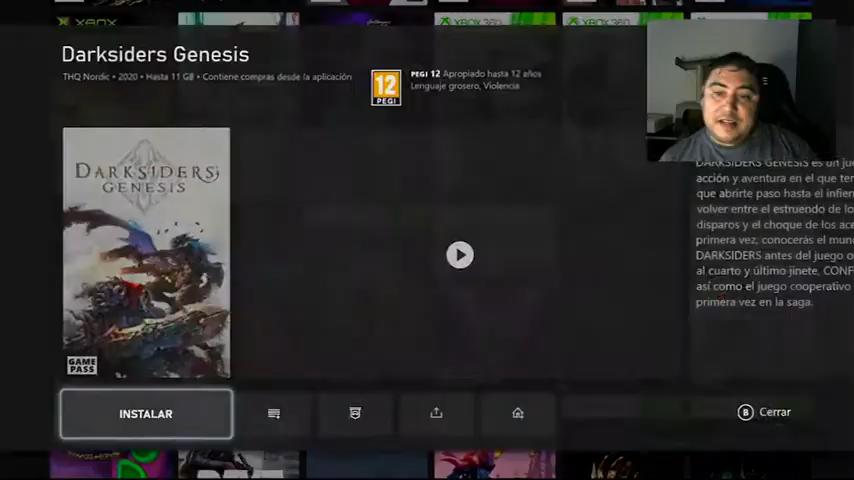 XBOX
XBOX 360
XBOX 360
Darksiders Genesis
THQ Nordic • 2020 • Hasta 11 GB • Contiene compras desde la aplicación
12
PEGI
PEGI 12 Apropiado hasta 12 años
Lenguaje grosero, Violencia
DARKSIDERS
GENESIS
GAME
PASS
DARKSIDERS GENESIS es un ju
acción y aventura en el que ten
que abrirte paso hasta el infier
volver entre el estruendo de lo
disparos y el choque de los ace
primera vez, conocerás el mun
DARKSIDERS antes del juego o
al cuarto y último jinete, CONF
así como el juego cooperativo
primera vez en la saga.
INSTALAR
B Cerrar